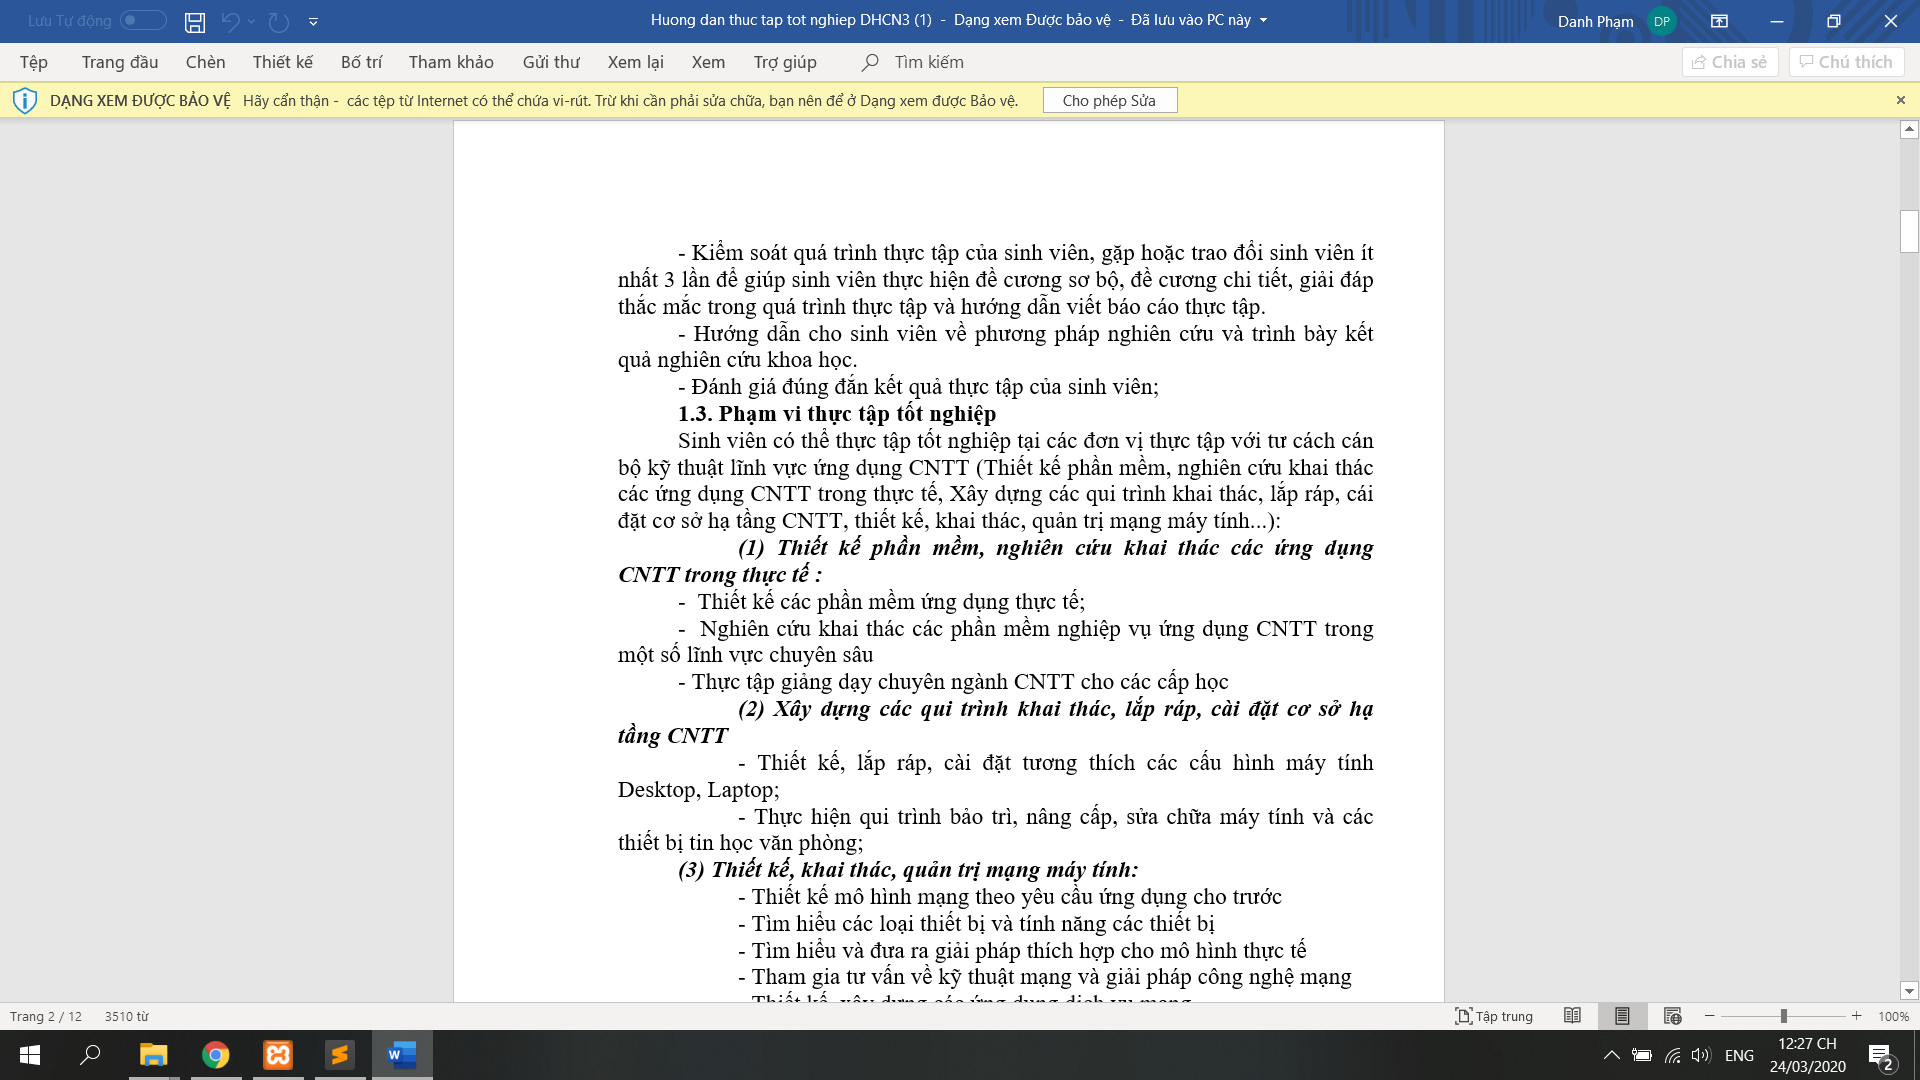 Lưu Tự động
Huong dan thuc tap tot nghiep DHCN3 (1) - Dạng xem Được bảo vệ - Đã lưu vào PC này
Danh Phạm
DP
Tệp Trang đầu Chèn Thiết kế Bố trí Tham khảo Gửi thư Xem lại Xem Trợ giúp Tìm kiếm
Chia sẻ Chú thích
DẠNG XEM ĐƯỢC BẢO VỆ Hãy cẩn thận - các tệp từ Internet có thể chứa vi-rút. Trừ khi cần phải sửa chữa, bạn nên để ở Dạng xem được Bảo vệ. Cho phép Sửa
- Kiểm soát quá trình thực tập của sinh viên, gặp hoặc trao đổi sinh viên ít
nhất 3 lần để giúp sinh viên thực hiện đề cương sơ bộ, đề cương chi tiết, giải đáp
thắc mắc trong quá trình thực tập và hướng dẫn viết báo cáo thực tập.
- Hướng dẫn cho sinh viên về phương pháp nghiên cứu và trình bày kết
quả nghiên cứu khoa học.
- Đánh giá đúng đắn kết quả thực tập của sinh viên;
1.3. Phạm vi thực tập tốt nghiệp
Sinh viên có thể thực tập tốt nghiệp tại các đơn vị thực tập với tư cách cán
bộ kỹ thuật lĩnh vực ứng dụng CNTT (Thiết kế phần mềm, nghiên cứu khai thác
các ứng dụng CNTT trong thực tế, Xây dựng các qui trình khai thác, lắp ráp, cái
đặt cơ sở hạ tầng CNTT, thiết kế, khai thác, quản trị mạng máy tính...):
(1) Thiết kế phần mềm, nghiên cứu khai thác các ứng dụng
CNTT trong thực tế :
- Thiết kế các phần mềm ứng dụng thực tế;
- Nghiên cứu khai thác các phần mềm nghiệp vụ ứng dụng CNTT trong
một số lĩnh vực chuyên sâu
- Thực tập giảng dạy chuyên ngành CNTT cho các cấp học
(2) Xây dựng các qui trình khai thác, lắp ráp, cài đặt cơ sở hạ
tầng CNTT
- Thiết kế, lắp ráp, cài đặt tương thích các cấu hình máy tính
Desktop, Laptop;
- Thực hiện qui trình bảo trì, nâng cấp, sửa chữa máy tính và các
thiết bị tin học văn phòng;
(3) Thiết kế, khai thác, quản trị mạng máy tính:
- Thiết kế mô hình mạng theo yêu cầu ứng dụng cho trước
- Tìm hiểu các loại thiết bị và tính năng các thiết bị
- Tìm hiểu và đưa ra giải pháp thích hợp cho mô hình thực tế
- Tham gia tư vấn về kỹ thuật mạng và giải pháp công nghệ mạng
- Thiết kế, xây dựng các ứng dụng dịch vụ mạng
Trang 2 / 12 3510 từ
Tập trung
100%
ENG
12:27 CH
24/03/2020
2